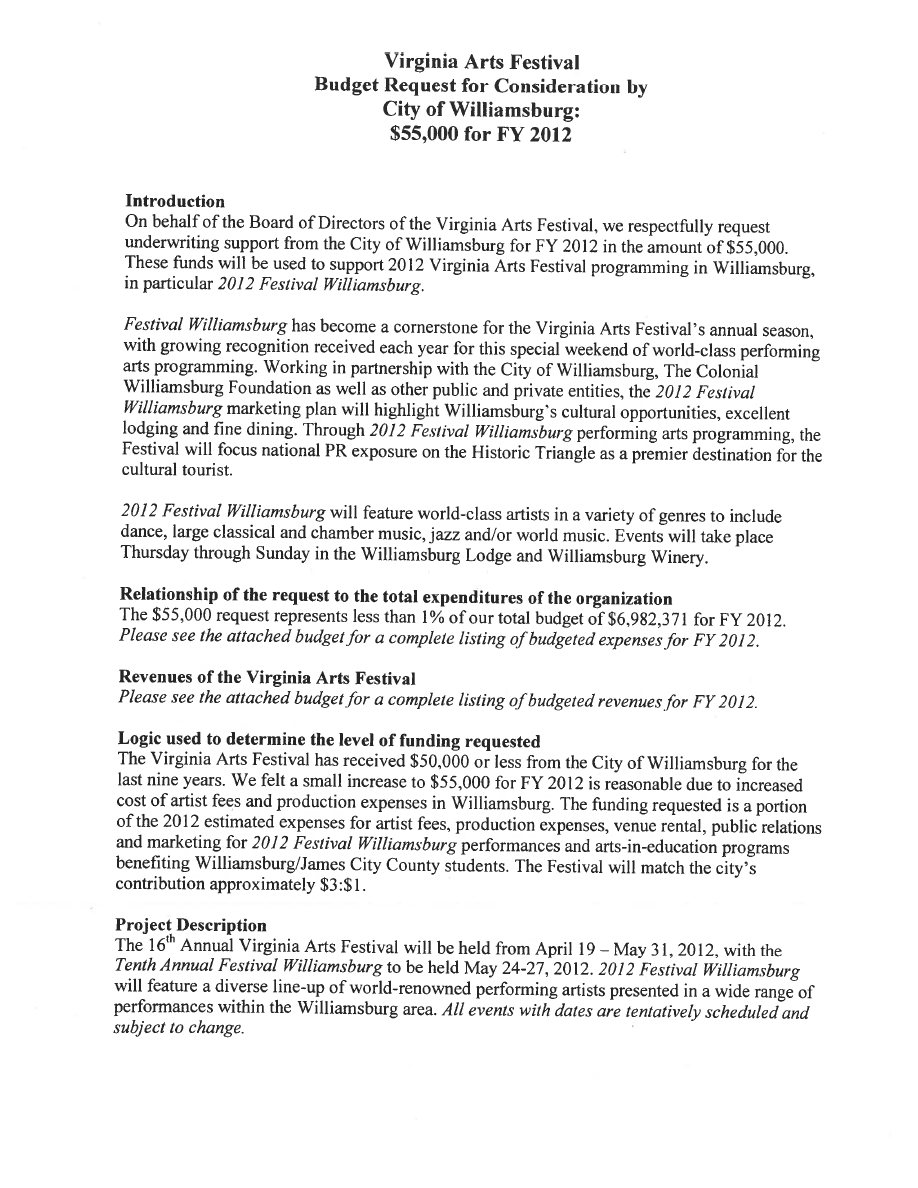 Virginia Arts Festival
Budget Request for Consideration by
City of Williamsburg:
$55,000 for FY 2012
Introduction
On behalf of the Board of Directors of the Virginia Arts Festival, we respectfully request
underwriting support from the City of Williamsburg for FY 2012 in the amount of $55,000.
These funds will be used to support 2012 Virginia Arts Festival programming in Williamsburg,
in particular 2012 Festival Williamsburg.
Festival Williamsburg has become a cornerstone for the Virginia Arts Festival's annual season,
with growing recognition received each year for this special weekend of world-class performing
arts programming. Working in partnership with the City of Williamsburg, The Colonial
Williamsburg Foundation as well as other public and private entities, the 2012 Festival
Williamsburg marketing plan will highlight Williamsburg's cultural opportunities, excellent
lodging and fine dining. Through 2012 Festival Williamsburg performing arts programming, the
Festival will focus national PR exposure on the Historic Triangle as a premier destination for the
cultural tourist.
2012 Festival Williamsburg will feature world-class artists in a variety of genres to include
dance, large classical and chamber music, jazz and/or world music. Events will take place
Thursday through Sunday in the Williamsburg Lodge and Williamsburg Winery.
Relationship of the request to the total expenditures of the organization
The $55,000 request represents less than 1% of our total budget of $6,982,371 for FY 2012.
Please see the attached budget for a complete listing of budgeted expenses for FY 2012.
Revenues of the Virginia Arts Festival
Please see the attached budget for a complete listing of budgeted revenues for FY 2012.
Logic used to determine the level of funding requested
The Virginia Arts Festival has received $50,000 or less from the City of Williamsburg for the
last nine years. We felt a small increase to $55,000 for FY 2012 is reasonable due to increased
cost of artist fees and production expenses in Williamsburg. The funding requested is a portion
of the 2012 estimated expenses for artist fees, production expenses, venue rental, public relations
and marketing for 2012 Festival Williamsburg performances and arts-in-education programs
benefiting Williamsburg/James City County students. The Festival will match the city's
contribution approximately $3:$1.
Project Description
The 16th Annual Virginia Arts Festival will be held from April 19 – May 31, 2012, with the
Tenth Annual Festival Williamsburg to be held May 24-27, 2012. 2012 Festival Williamsburg
will feature a diverse line-up of world-renowned performing artists presented in a wide range of
performances within the Williamsburg area. All events with dates are tentatively scheduled and
subject to change.